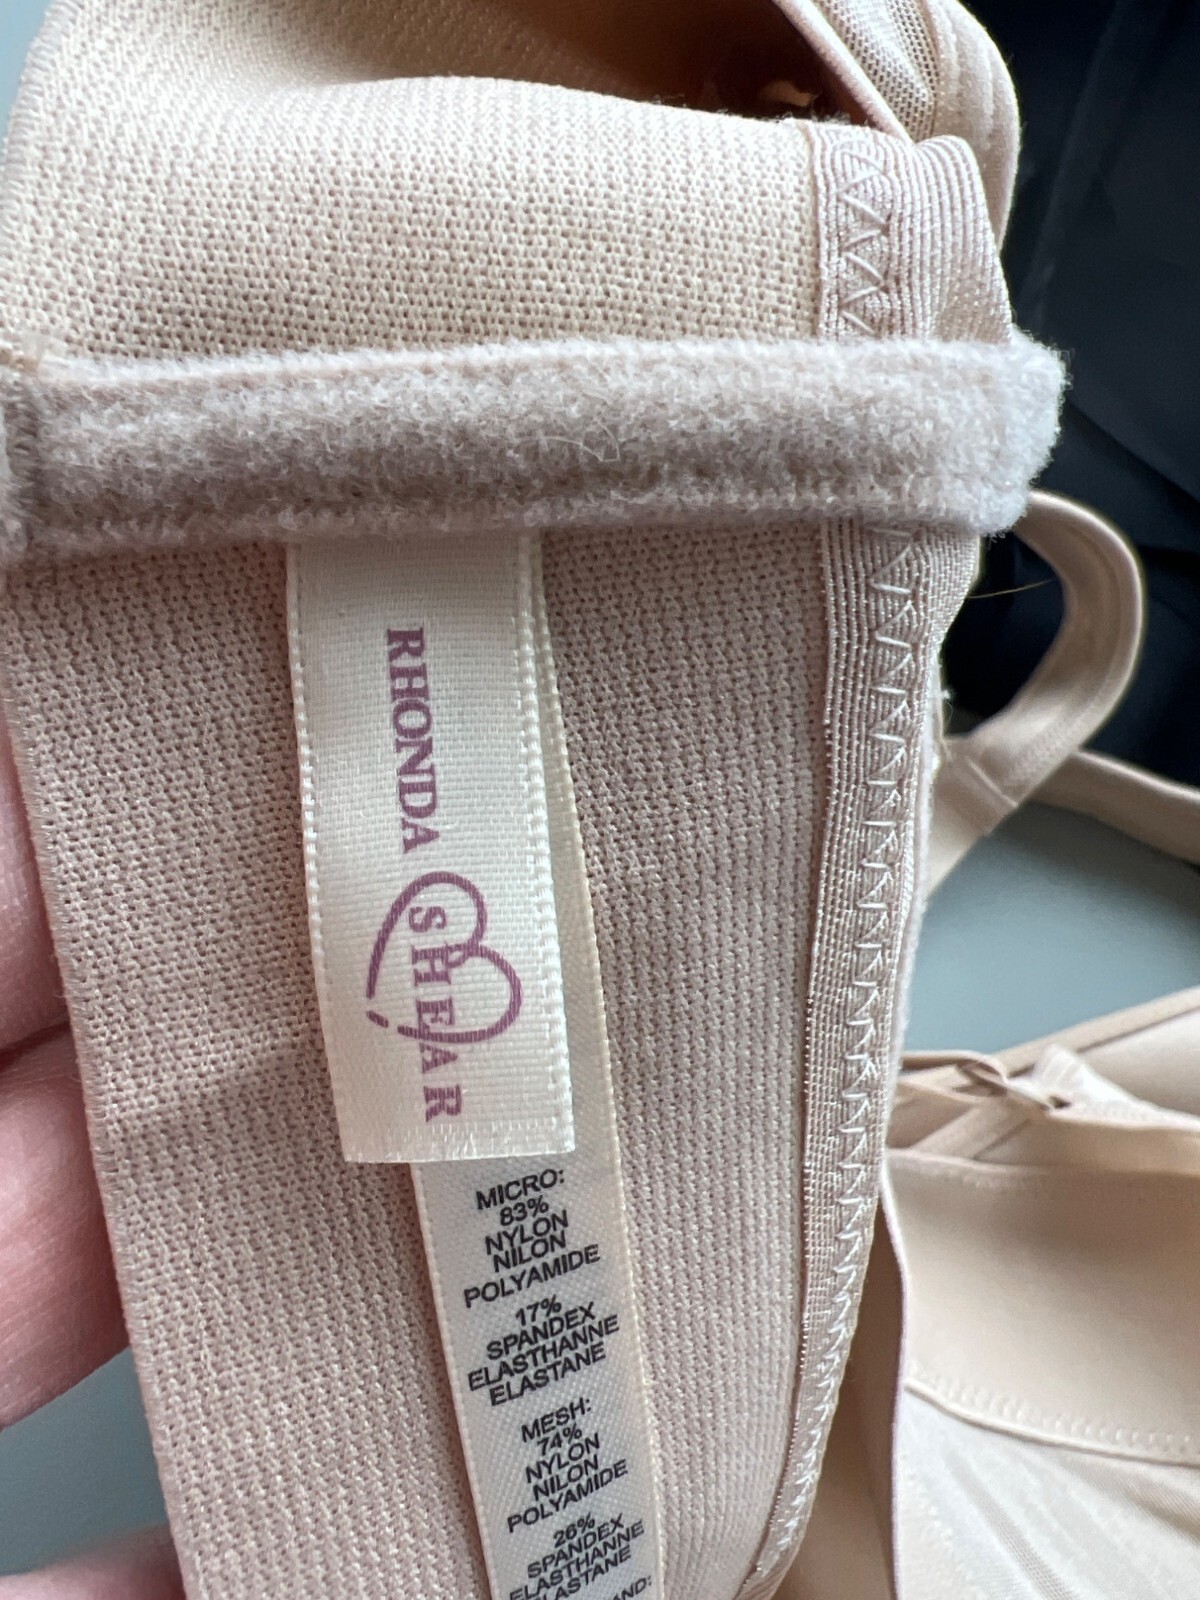 RHONDA SHEAR
MICRO:
83%
NYLON
NILON
POLYAMIDE
17%
SPANDEX
ELASTHANNE
ELASTANE
MESH:
74%
NYLON
NILON
POLYAMIDE
26%
SPANDEX
ELASTHANNE
ELASTANE